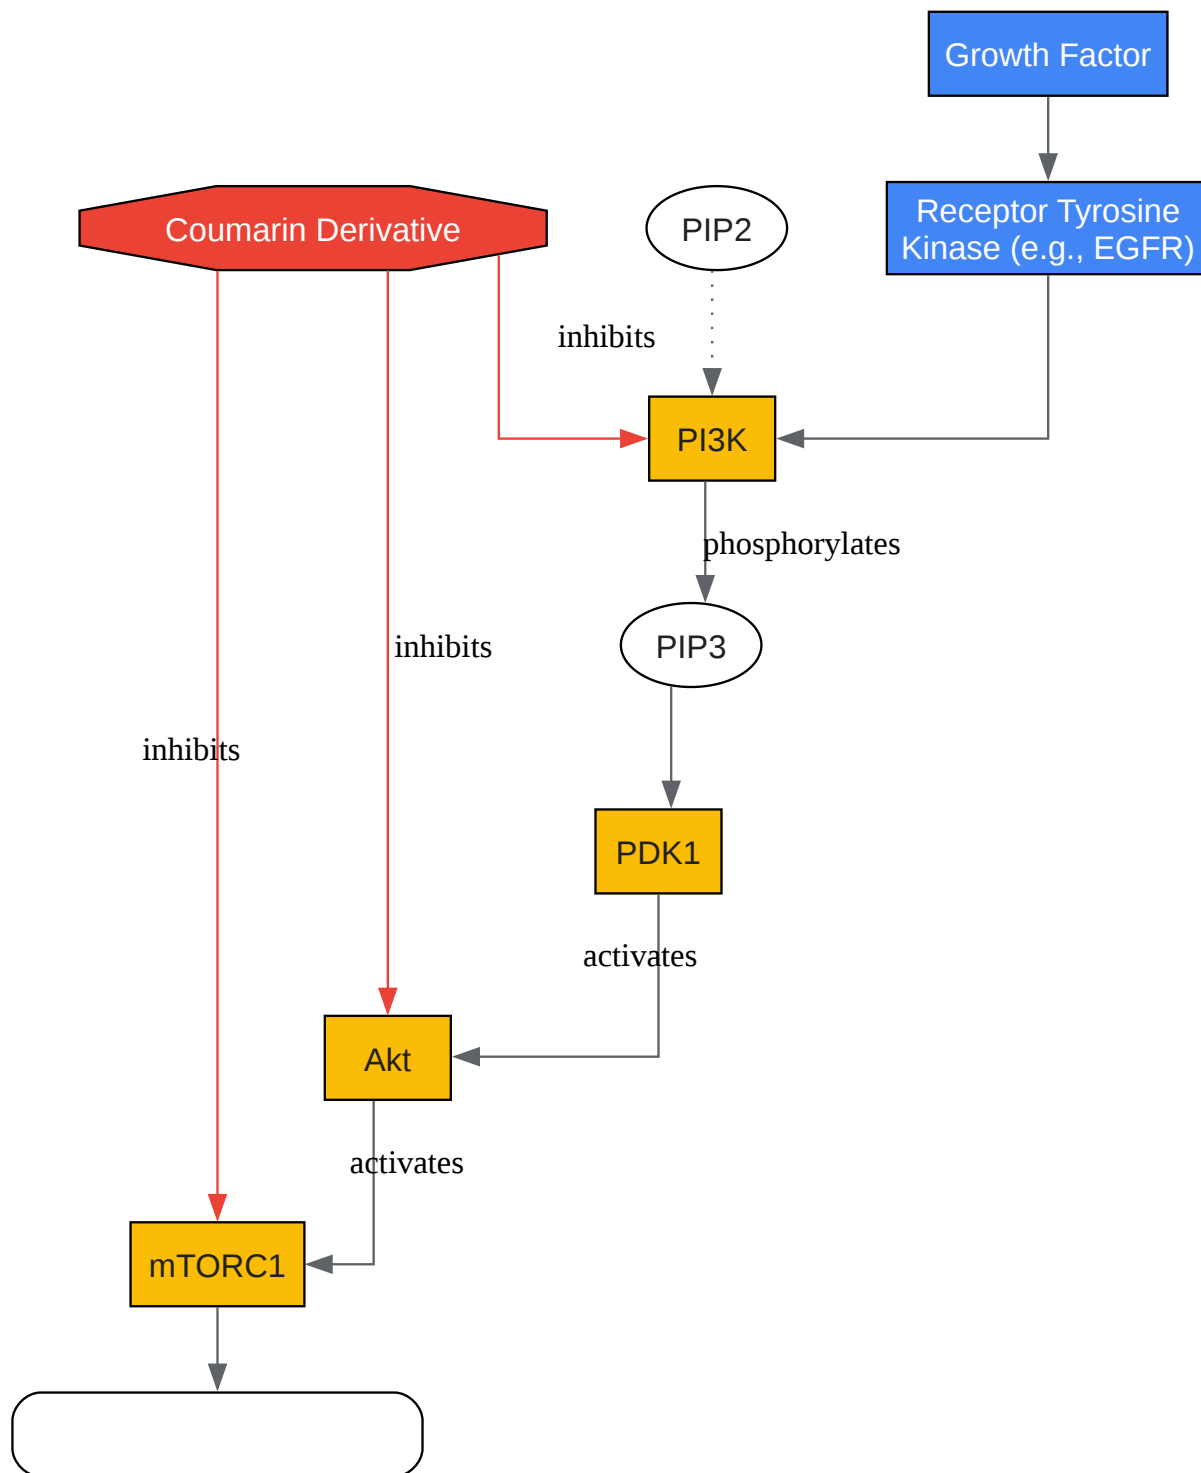 Growth Factor
Receptor Tyrosine
Kinase (e.g., EGFR)
Coumarin Derivative
PIP2
inhibits
PI3K
phosphorylates
PIP3
inhibits
inhibits
PDK1
activates
Akt
activates
mTORC1